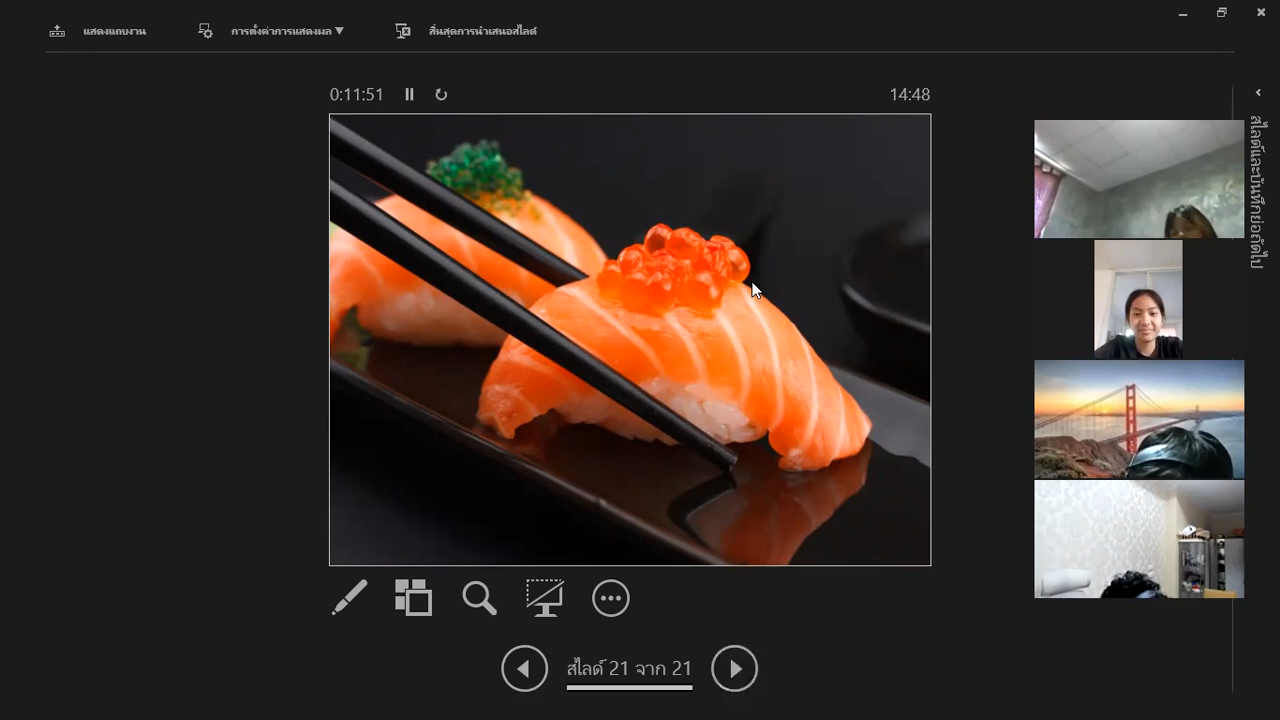 แสดงแถบงาน
การตั้งค่าการแสดงผล ▼
สิ้นสุดการนำเสนอสไลด์
0:11:51
14:48
สไลด์และบันทึกย่อถัดไป
สไลด์ 21 จาก 21